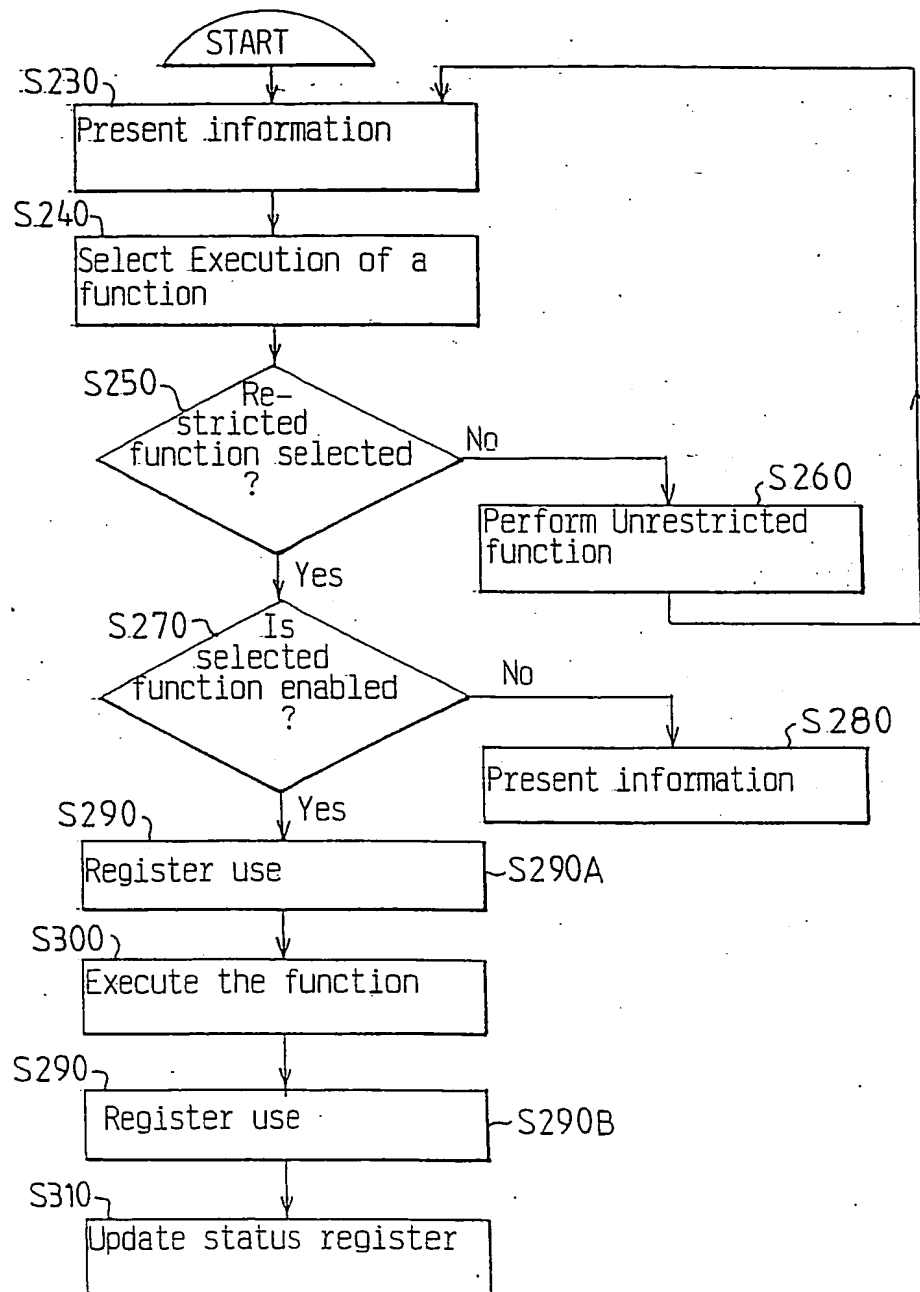 START
S230
Present information
S240
Select Execution of a
function
S250
Re-
stricted
function selected
?
No
S260
Perform Unrestricted
function
Yes
S270
Is
selected
function enabled
?
No
S280
Present information
Yes
S290
Register use
S290A
S300
Execute the function
S290
Register use
S290B
S310
Update status register